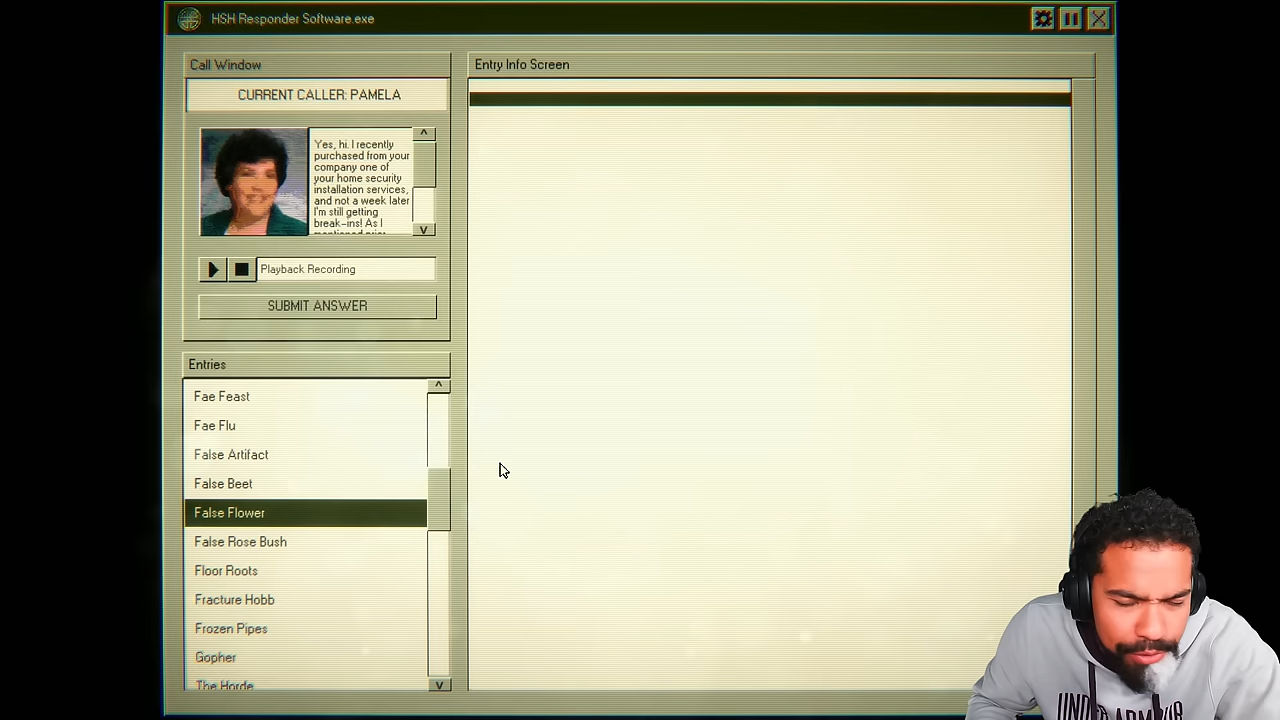 HSH Responder Software.exe
Call Window
CURRENT CALLER: PAMELA
Yes, hi. I recently
purchased from your
company one of
your home security
installation services,
and not a week later
I'm still getting
break-ins! As I
mentioned prior
Playback Recording
SUBMIT ANSWER
Entries
Fae Feast
Fae Flu
False Artifact
False Beet
False Flower
False Rose Bush
Floor Roots
Fracture Hobb
Frozen Pipes
Gopher
The Horde
Entry Info Screen
UNDER ARMOUR